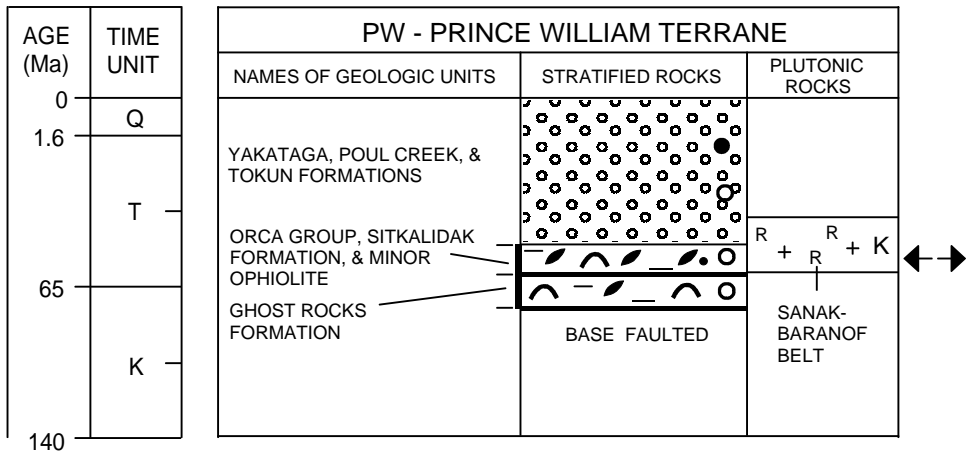 AGE
(Ma)
TIME
UNIT
0
1.6
65
140
Q
T
K
PW - PRINCE WILLIAM TERRANE
NAMES OF GEOLOGIC UNITS
STRATIFIED ROCKS
PLUTONIC
ROCKS
YAKATAGA, POUL CREEK, &
TOKUN FORMATIONS
ORCA GROUP, SITKALIDAK
FORMATION, & MINOR
OPHIOLITE
GHOST ROCKS
FORMATION
BASE FAULTED
R + R R + K
SANAK-
BARANOF
BELT